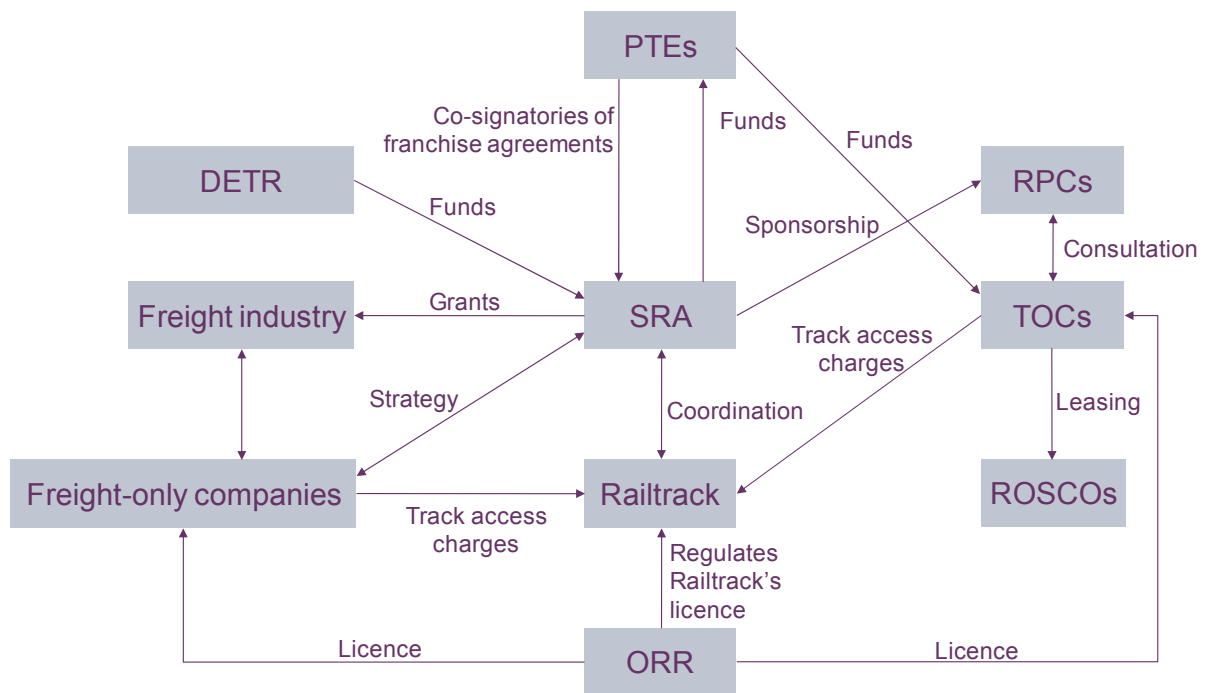 PTEs
Co-signatories of
franchise agreements
Funds
Funds
DETR
RPCs
Funds
Sponsorship
Consultation
Freight industry
Grants
SRA
TOCs
Track access
charges
Strategy
Coordination
Leasing
Freight-only companies
Railtrack
ROSCOs
Track access
charges
Regulates
Railtrack's
licence
Licence
ORR
Licence